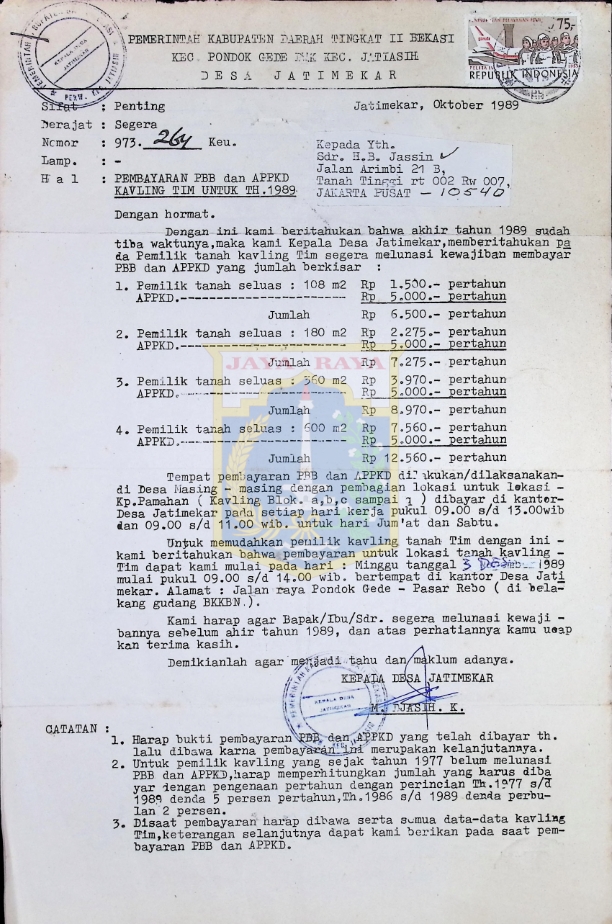 PEMERINTAH KABUPATEN DAERAH TINGKAT II BEKASI
KEC. PONDOK GEDE KEC. JATIASIH
DESA JATIMEKAR
75,-
REPUBLIK INDONESIA
Sifat : Penting
Jatimekar, Oktober 1989
Derajat : Segera
Nomor : 973. 264 Keu.
Lamp. : -
H a l : PEMBAYARAN PBB dan APPKD
KAVLING TIM UNTUK TH.1989
Kepada Yth.
Sdr. H.B. Jassin
Jalan Arimbi 21 B,
Tanah Tinggi rt 002 Rw 007,
JAKARTA PUSAT - 10540
Dengan hormat.
Dengan ini kami beritahukan bahwa akhir tahun 1989 sudah
tiba waktunya,maka kami Kepala Desa Jatimekar,memberitahukan pa
da Pemilik tanah kavling Tim segera melunasi kewajiban membayar
PBB dan APPKD yang jumlah berkisar :
1. Pemilik tanah seluas : 108 m2 Rp 1.500.- pertahun
APPKD.------------------------ Rp 5.000.- pertahun
Jumlah Rp 6.500.- pertahun
2. Pemilik tanah seluas : 180 m2 Rp 2.275.- pertahun
APPKD.------------------------ Rp 5.000.- pertahun
Jumlah Rp 7.275.- pertahun
JAYA RAYA
3. Pemilik tanah seluas : 360 m2 Rp 3.970.- pertahun
APPKD.------------------------ Rp 5.000.- pertahun
Jumlah Rp 8.970.- pertahun
4. Pemilik tanah seluas : 600 m2 Rp 7.560.- pertahun
APPKD.------------------------ Rp 5.000.- pertahun
Jumlah Rp 12.560.- pertahun
Tempat pembayaran PBB dan APPKD dilakukan/dilaksanakan-
di Desa Masing - masing dengan pembagian lokasi untuk lokasi -
Kp.Pamahan ( Kavling Blok. a,b,c sampai ) dibayar di kantor-
Desa Jatimekar pada setiap hari kerja pukul 09.00 s/d 13.00wib
dan 09.00 s/d 11.00 wib. untuk hari Jum'at dan Sabtu.
Untuk memudahkan pemilik kavling tanah Tim dengan ini -
kami beritahukan bahwa pembayaran untuk lokasi tanah kavling -
Tim dapat kami mulai pada hari : Minggu tanggal 3 1989
mulai pukul 09.00 s/d 14.00 wib. bertempat di kantor Desa Jati
mekar. Alamat : Jalan raya Pondok Gede - Pasar Rebo ( di bela-
kang gudang BKKBN.).
Kami harap agar Bapak/Ibu/Sdr. segera melunasi kewaji -
bannya sebelum ahir tahun 1989, dan atas perhatiannya kamu ucap
kan terima kasih.
Demikianlah agar menjadi tahu dan maklum adanya.
KEPALA DESA JATIMEKAR
M. DJASIH. K.
CATATAN :
1. Harap bukti pembayaran PBB dan APPKD yang telah dibayar th.
lalu dibawa karna pembayaran ini merupakan kelanjutannya.
2. Untuk pemilik kavling yang sejak tahun 1977 belum melunasi
PBB dan APPKD,harap memperhitungkan jumlah yang harus diba
yar dengan pengenaan pertahun dengan perincian Th.1977 s/d
1989 denda 5 persen pertahun,Th.1986 s/d 1989 denda perbu-
lan 2 persen.
3. Disaat pembayaran harap dibawa serta semua data-data kavling
Tim,keterangan selanjutnya dapat kami berikan pada saat pem-
bayaran PBB dan APPKD.